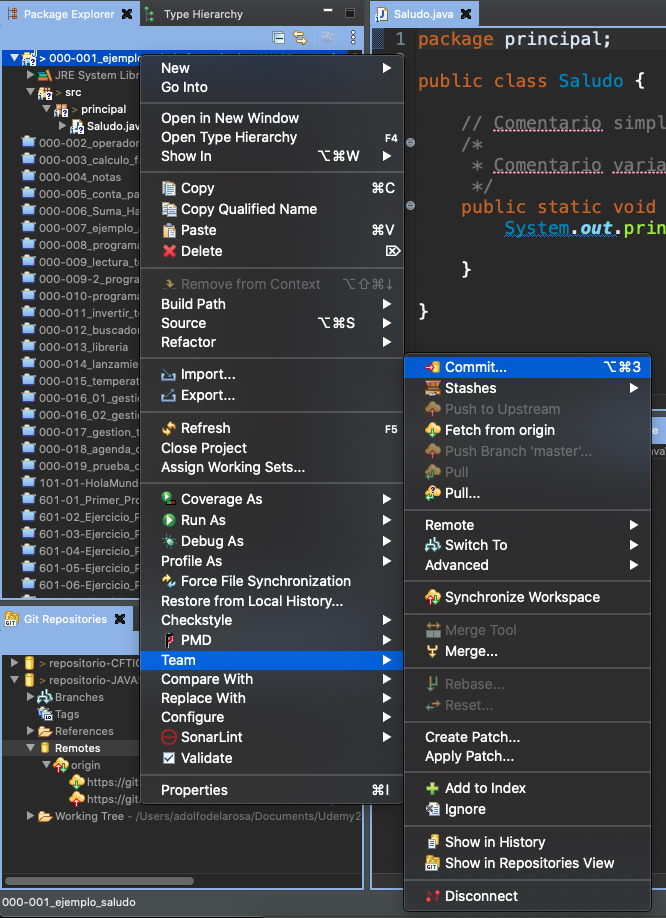 Package Explorer
Type Hierarchy
> 000-001_ejemplo
JRE System Libr
> src
> principal
Saludo.jav
000-002_operador
000-003_calculo_f
000-004_notas
000-005_conta_pa
000-006_Suma_Ha
000-007_ejemplo_
000-008_programa
000-009_lectura_t
000-009-2_progra
000-010-programa
000-011_invertir_t
000-012_buscador
000-013_libreria
000-014_lanzamie
000-015_temperat
000-016_01_gesti
000-016_02_gesti
000-017_gestion_t
000-018_agenda_c
000-019_prueba_c
101-01-HolaMund
601-01_Primer_Pro
601-02_Ejercicio_P
601-03-Ejercicio_P
601-04-Ejercicio_P
601-05-Ejercicio_P
601-06-Ejercicio_P
New
Go Into
Open in New Window
Open Type Hierarchy F4
Show In ⌥⌘W
Copy ⌘C
Copy Qualified Name
Paste ⌘V
Delete ⌦
Remove from Context ⌥⇧⌘↓
Build Path
Source ⌥⌘S
Refactor
Import...
Export...
Refresh F5
Close Project
Assign Working Sets...
Coverage As
Run As
Debug As
Profile As
Force File Synchronization
Restore from Local History...
Checkstyle
PMD
Team
Compare With
Replace With
Configure
SonarLint
Validate
Properties ⌘I
Saludo.java
1 package principal;
public class Saludo {
// Comentario simpl
/*
* Comentario varia
*/
public static void
System.out.prin
}
}
Commit... ⌥⌘3
Stashes
Push to Upstream
Fetch from origin
Push Branch 'master'...
Pull
Pull...
Remote
Switch To
Advanced
Synchronize Workspace
Merge Tool
Merge...
Rebase...
Reset...
Create Patch...
Apply Patch...
Add to Index
Ignore
Show in History
Show in Repositories View
Disconnect
Git Repositories
> repositorio-CFTIC
> repositorio-JAVA
Branches
Tags
References
Remotes
origin
https://git
https://git
Working Tree - /Users/adolfodelarosa/Documents/Udemy2
000-001_ejemplo_saludo